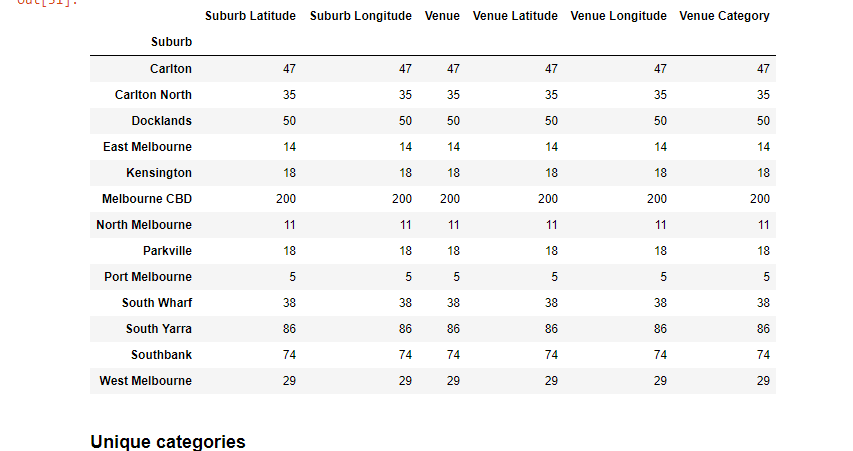 Out[51]:
Suburb Latitude Suburb Longitude Venue Venue Latitude Venue Longitude Venue Category
Suburb
Carlton 47 47 47 47 47 47
Carlton North 35 35 35 35 35 35
Docklands 50 50 50 50 50 50
East Melbourne 14 14 14 14 14 14
Kensington 18 18 18 18 18 18
Melbourne CBD 200 200 200 200 200 200
North Melbourne 11 11 11 11 11 11
Parkville 18 18 18 18 18 18
Port Melbourne 5 5 5 5 5 5
South Wharf 38 38 38 38 38 38
South Yarra 86 86 86 86 86 86
Southbank 74 74 74 74 74 74
West Melbourne 29 29 29 29 29 29
Unique categories